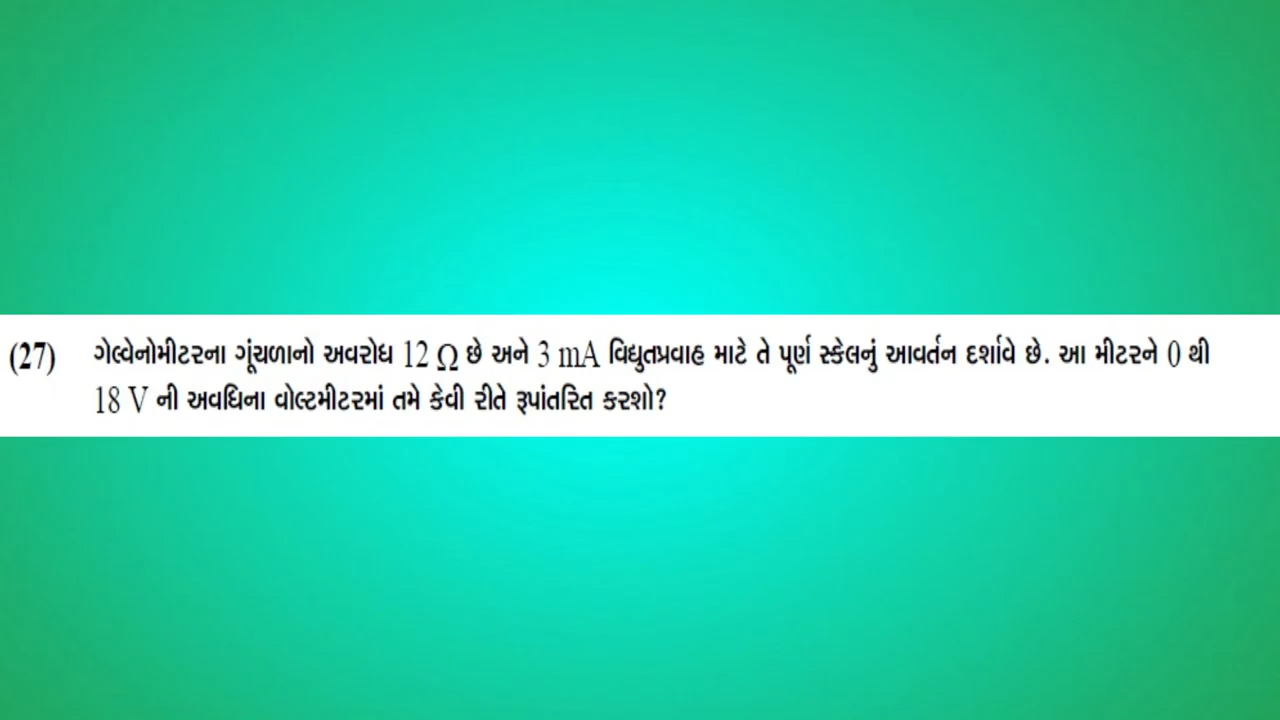 (27) ગેલ્વેનોમીટરના ગૂંચળાનો અવરોધ 12 Ω છે અને 3 mA વિદ્યુતપ્રવાહ માટે તે પૂર્ણ સ્કેલનું આવર્તન દર્શાવે છે. આ મીટરને 0 થી
18 V ની અવધિના વોલ્ટમીટરમાં તમે કેવી રીતે રૂપાંતરિત કરશો?